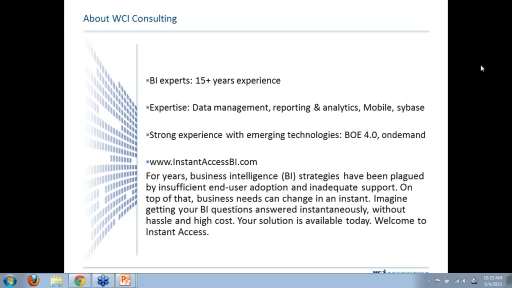 About WCI Consulting
▪BI experts: 15+ years experience
▪Expertise: Data management, reporting & analytics, Mobile, sybase
▪Strong experience with emerging technologies: BOE 4.0, ondemand
▪www.InstantAccessBI.com
For years, business intelligence (BI) strategies have been plagued
by insufficient end-user adoption and inadequate support. On
top of that, business needs can change in an instant. Imagine
getting your BI questions answered instantaneously, without
hassle and high cost. Your solution is available today. Welcome to
Instant Access.